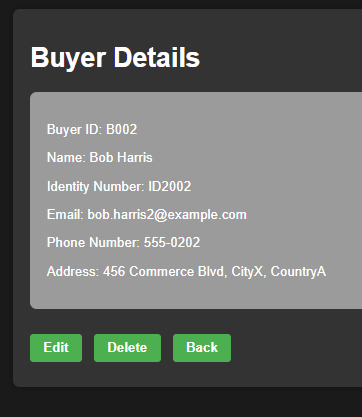 Buyer Details
Buyer ID: B002
Name: Bob Harris
Identity Number: ID2002
Email: bob.harris2@example.com
Phone Number: 555-0202
Address: 456 Commerce Blvd, CityX, CountryA
Edit Delete Back